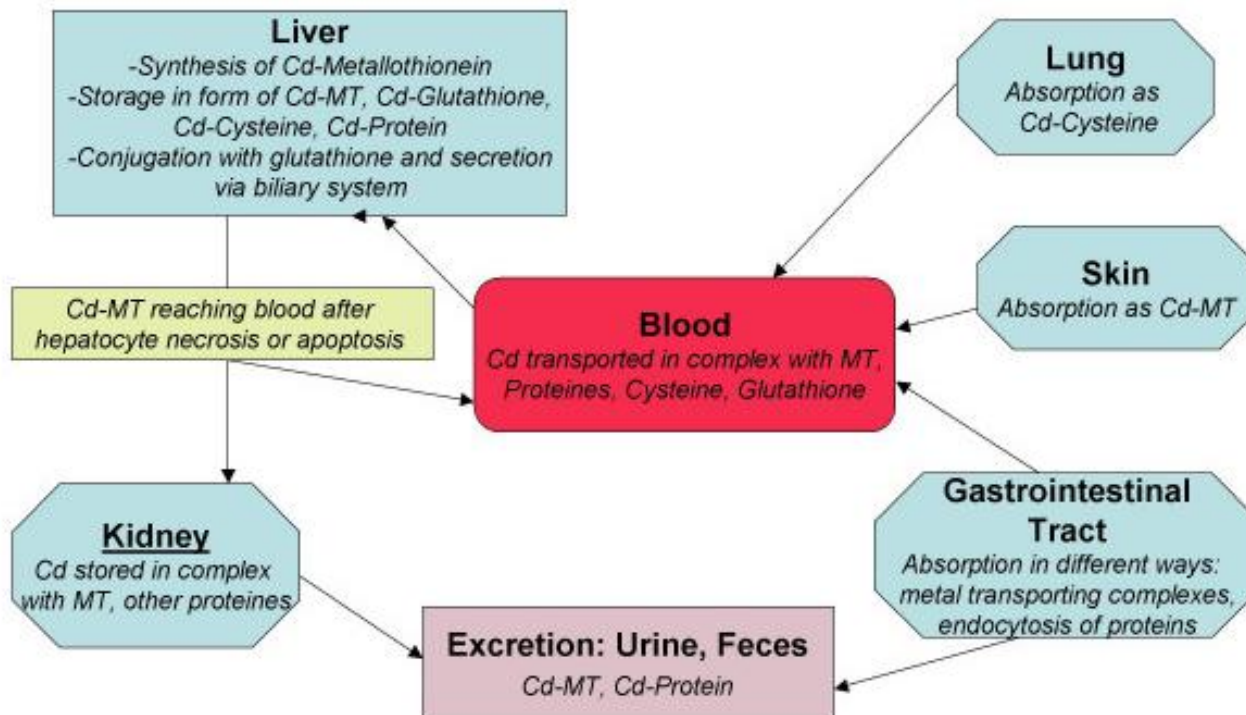 Liver
-Synthesis of Cd-Metallothionein
-Storage in form of Cd-MT, Cd-Glutathione,
Cd-Cysteine, Cd-Protein
-Conjugation with glutathione and secretion
via biliary system
Lung
Absorption as
Cd-Cysteine
Skin
Absorption as Cd-MT
Cd-MT reaching blood after
hepatocyte necrosis or apoptosis
Blood
Cd transported in complex with MT,
Proteines, Cysteine, Glutathione
Kidney
Cd stored in complex
with MT, other proteines
Gastrointestinal
Tract
Absorption in different ways:
metal transporting complexes,
endocytosis of proteins
Excretion: Urine, Feces
Cd-MT, Cd-Protein